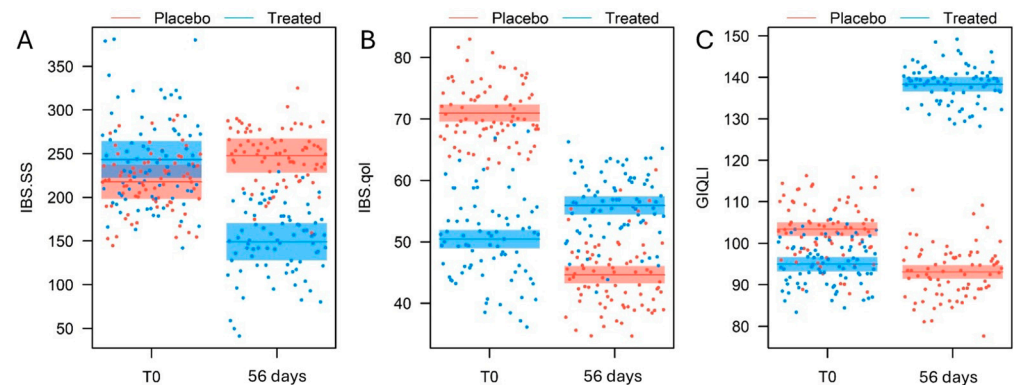 A
Placebo Treated
IBS.SS
350
300
250
200
150
100
50
T0 56 days
B
Placebo Treated
IBS.qol
80
70
60
50
40
T0 56 days
C
Placebo Treated
GIQLI
150
140
130
120
110
100
90
80
T0 56 days